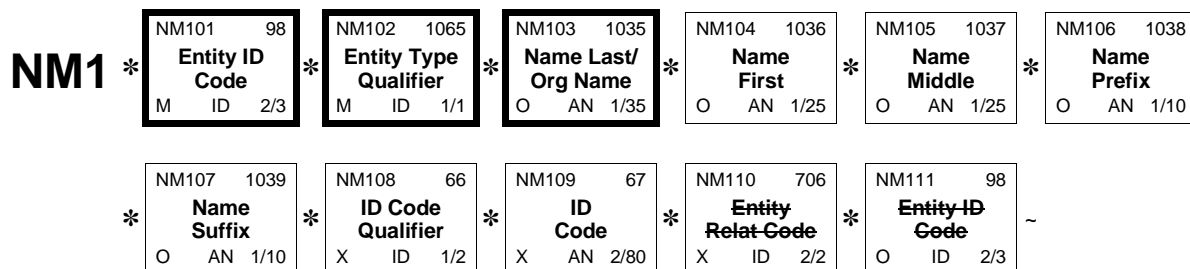 NM101 98 NM102 1065 NM103 1035 NM104 1036 NM105 1037 NM106 1038
NM1 * Entity ID * Entity Type * Name Last/ * Name * Name * Name
Code Qualifier Org Name First Middle Prefix
M ID 2/3 M ID 1/1 O AN 1/35 O AN 1/25 O AN 1/25 O AN 1/10
NM107 1039 NM108 66 NM109 67 NM110 706 NM111 98
* Name * ID Code * ID * Entity * Entity ID ~
Suffix Qualifier Code Relat Code Code
O AN 1/10 X ID 1/2 X AN 2/80 X ID 2/2 O ID 2/3